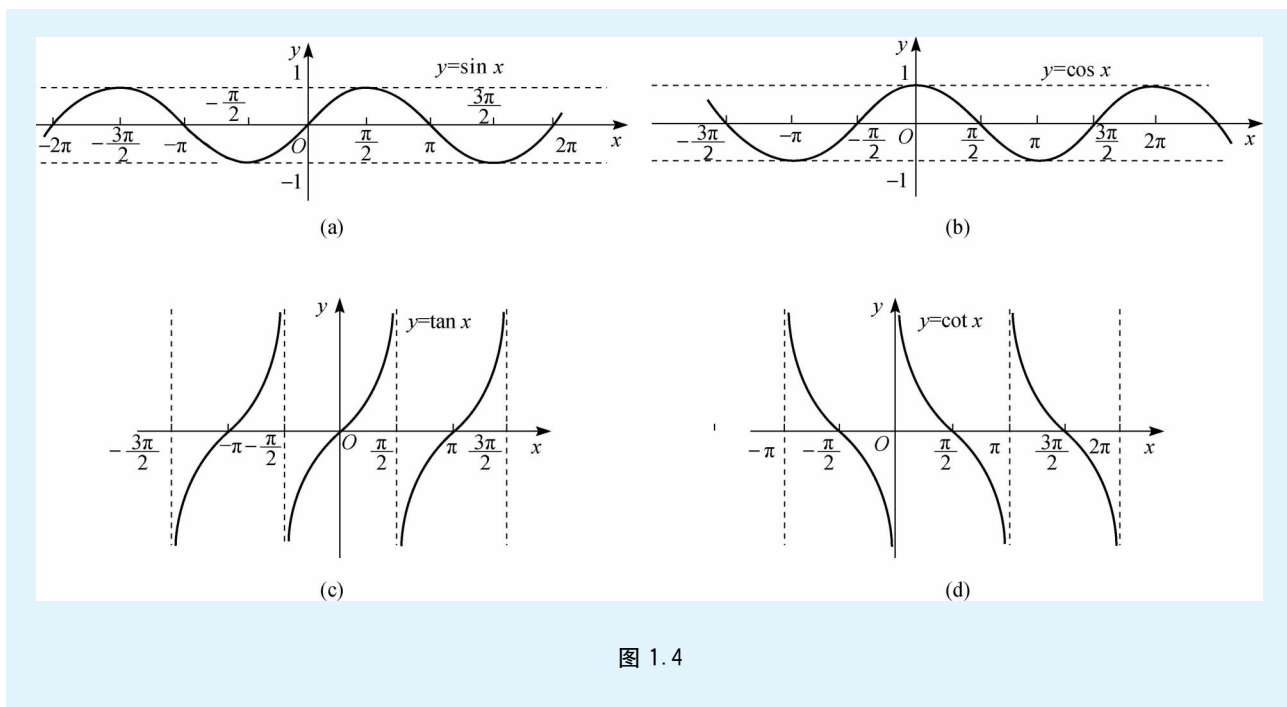 y
1
y=sin x
-π/2
3π/2
-2π
-3π/2
-π
O
π/2
π
2π
x
-1
(a)
y
1
y=cos x
-3π/2
-π
-π/2
O
π/2
π
3π/2
2π
x
-1
(b)
y
y=tan x
-3π/2
-π
-π/2
O
π/2
π
3π/2
x
(c)
y
y=cot x
-π
-π/2
O
π/2
π
3π/2
2π
x
(d)
图 1.4